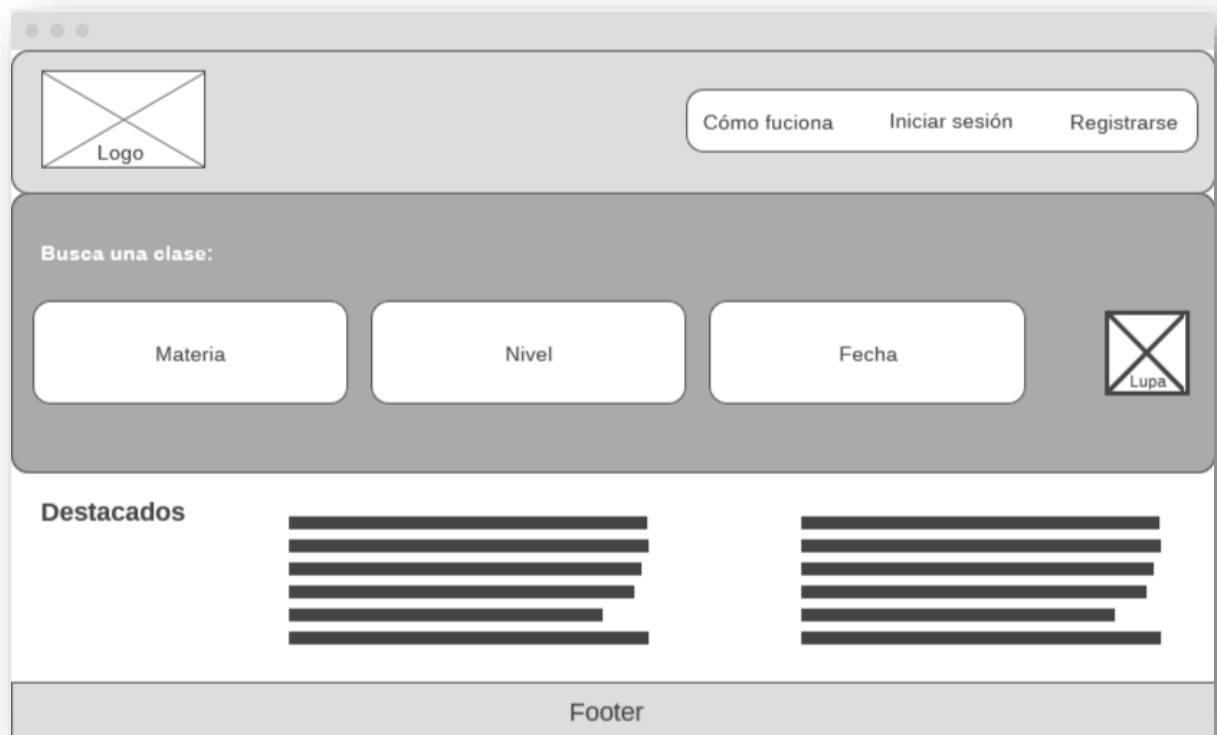 Logo
Cómo fuciona
Iniciar sesión
Registrarse
Busca una clase:
Materia
Nivel
Fecha
Lupa
Destacados
Footer